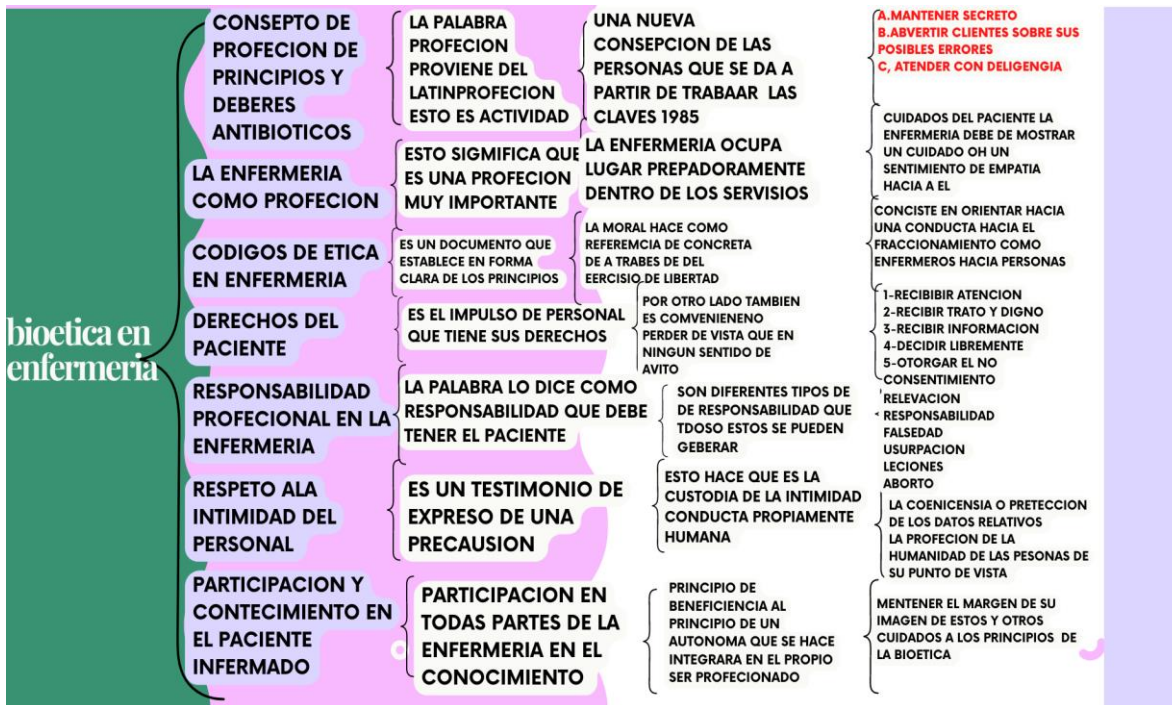 bioetica en
enfermeria
CONSEPTO DE
PROFECION DE
PRINCIPIOS Y
DEBERES
ANTIBIOTICOS
LA PALABRA
PROFECION
PROVIENE DEL
LATINPROFECION
ESTO ES ACTIVIDAD
UNA NUEVA
CONSEPCION DE LAS
PERSONAS QUE SE DA A
PARTIR DE TRABAAR LAS
CLAVES 1985
A.MANTENER SECRETO
B.ABVERTIR CLIENTES SOBRE SUS
POSIBLES ERRORES
C, ATENDER CON DELIGENGIA
LA ENFERMERIA
COMO PROFECION
ESTO SIGMIFICA QUE
ES UNA PROFECION
MUY IMPORTANTE
LA ENFERMERIA OCUPA
LUGAR PREPADORAMENTE
DENTRO DE LOS SERVISIOS
CUIDADOS DEL PACIENTE LA
ENFERMERIA DEBE DE MOSTRAR
UN CUIDADO OH UN
SENTIMIENTO DE EMPATIA
HACIA A EL
CODIGOS DE ETICA
EN ENFERMERIA
ES UN DOCUMENTO QUE
ESTABLECE EN FORMA
CLARA DE LOS PRINCIPIOS
LA MORAL HACE COMO
REFERMCIA DE CONCRETA
DE A TRABES DE DEL
EERCISIO DE LIBERTAD
CONCISTE EN ORIENTAR HACIA
UNA CONDUCTA HACIA EL
FRACCIONAMIENTO COMO
ENFERMEROS HACIA PERSONAS
DERECHOS DEL
PACIENTE
ES EL IMPULSO DE PERSONAL
QUE TIENE SUS DERECHOS
POR OTRO LADO TAMBIEN
ES COMVENIENENO
PERDER DE VISTA QUE EN
NINGUN SENTIDO DE
AVITO
1-RECIBIBIR ATENCION
2-RECIBIR TRATO Y DIGNO
3-RECIBIR INFORMACION
4-DECIDIR LIBREMENTE
5-OTORGAR EL NO
CONSENTIMIENTO
RESPONSABILIDAD
PROFECIONAL EN LA
ENFERMERIA
LA PALABRA LO DICE COMO
RESPONSABILIDAD QUE DEBE
TENER EL PACIENTE
SON DIFERENTES TIPOS DE
DE RESPONSABILIDAD QUE
TDOSO ESTOS SE PUEDEN
GEBERAR
RELEVACION
RESPONSABILIDAD
FALSEDAD
USURPACION
LECIONES
ABORTO
RESPETO ALA
INTIMIDAD DEL
PERSONAL
ES UN TESTIMONIO DE
EXPRESO DE UNA
PRECAUSION
ESTO HACE QUE ES LA
CUSTODIA DE LA INTIMIDAD
CONDUCTA PROPIAMENTE
HUMANA
LA COENICENSIA O PRETECCION
DE LOS DATOS RELATIVOS
LA PROFECION DE LA
HUMANIDAD DE LAS PESONAS DE
SU PUNTO DE VISTA
PARTICIPACION Y
CONTECIMIENTO EN
EL PACIENTE
INFERMADO
PARTICIPACION EN
TODAS PARTES DE LA
ENFERMERIA EN EL
CONOCIMIENTO
PRINCIPIO DE
BENEFICIENCIA AL
PRINCIPIO DE UN
AUTONOMA QUE SE HACE
INTEGRARA EN EL PROPIO
SER PROFECIONADO
MENTENER EL MARGEN DE SU
IMAGEN DE ESTOS Y OTROS
CUIDADOS A LOS PRINCIPIOS DE
LA BIOETICA